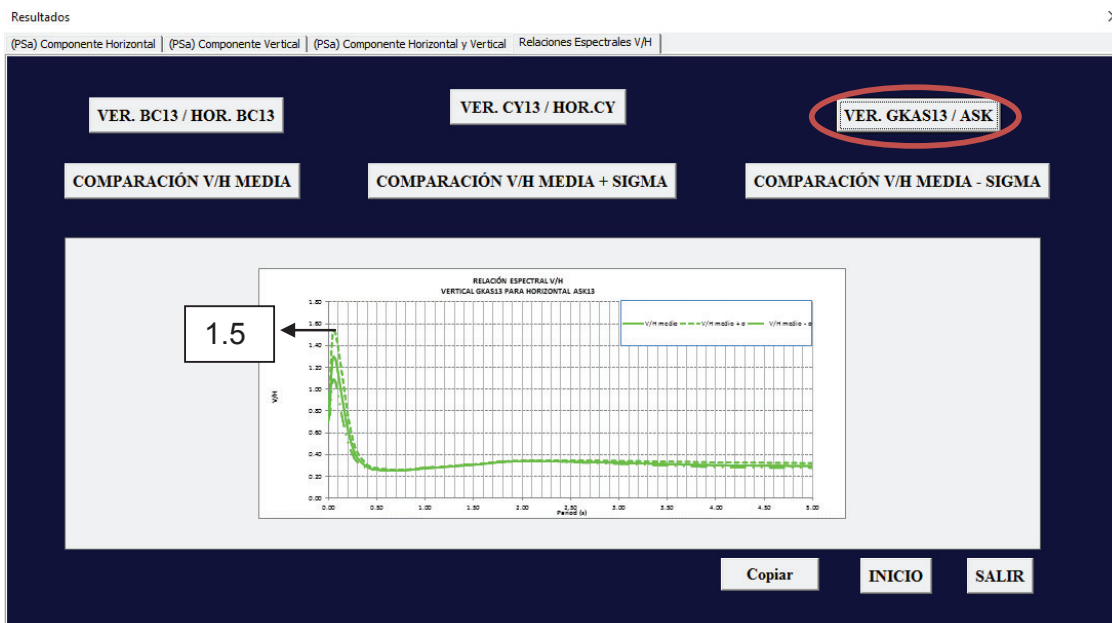 Resultados
(PSa) Componente Horizontal | (PSa) Componente Vertical | (PSa) Componente Horizontal y Vertical | Relaciones Espectrales V/H
VER. BC13 / HOR. BC13
VER. CY13 / HOR.CY
VER. GKAS13 / ASK
COMPARACIÓN V/H MEDIA
COMPARACIÓN V/H MEDIA + SIGMA
COMPARACIÓN V/H MEDIA - SIGMA
RELACIÓN ESPECTRAL V/H
VERTICAL GKAS13 PARA HORIZONTAL ASK13
V/H media
V/H media + σ
V/H media - σ
1.5
1.80
1.60
1.40
1.20
1.00
0.80
0.60
0.40
0.20
0.00
V/H
0.00 0.50 1.00 1.50 2.00 2.50 3.00 3.50 4.00 4.50 5.00
Period (s)
Copiar
INICIO
SALIR